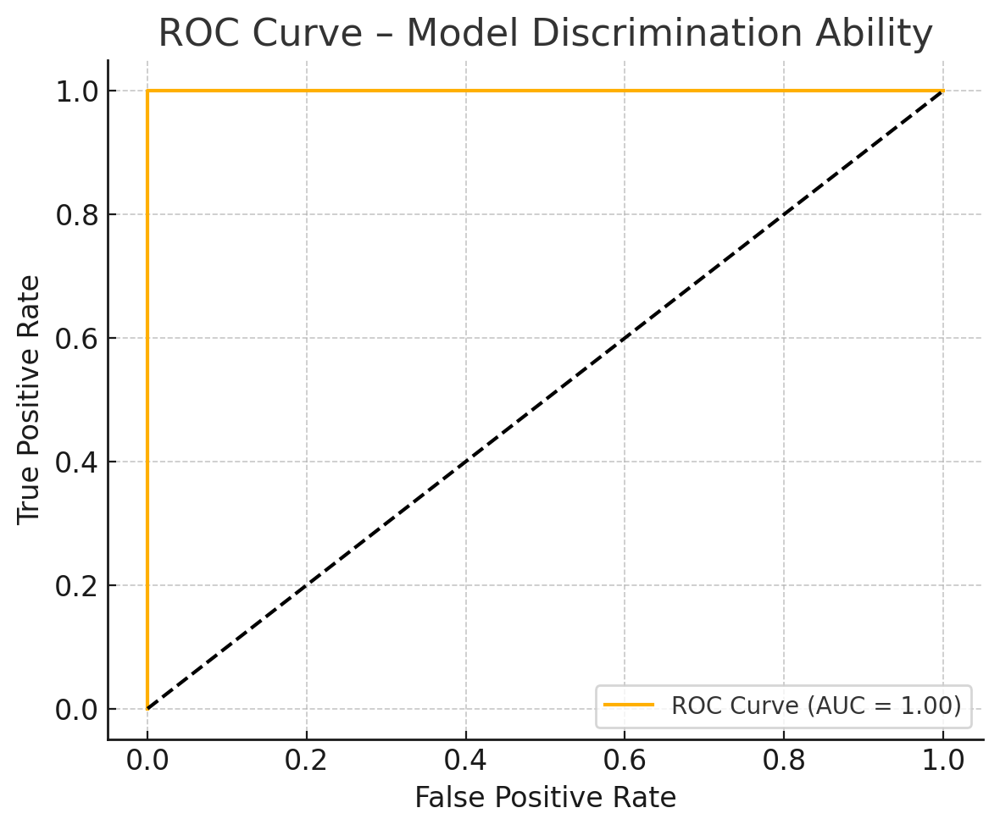 ROC Curve – Model Discrimination Ability
True Positive Rate
1.0
0.8
0.6
0.4
0.2
0.0
ROC Curve (AUC = 1.00)
0.0 0.2 0.4 0.6 0.8 1.0
False Positive Rate